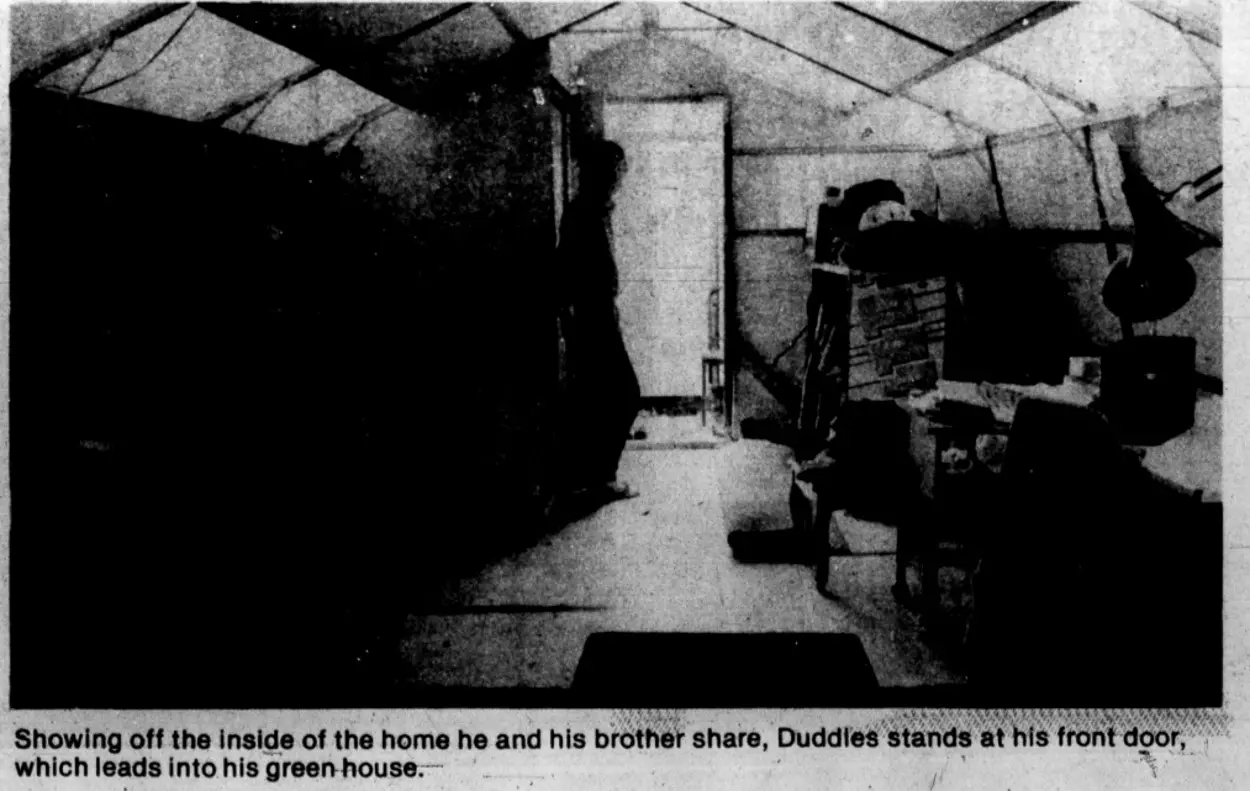 Showing off the inside of the home he and his brother share, Duddles stands at his front door,
which leads into his green-house.